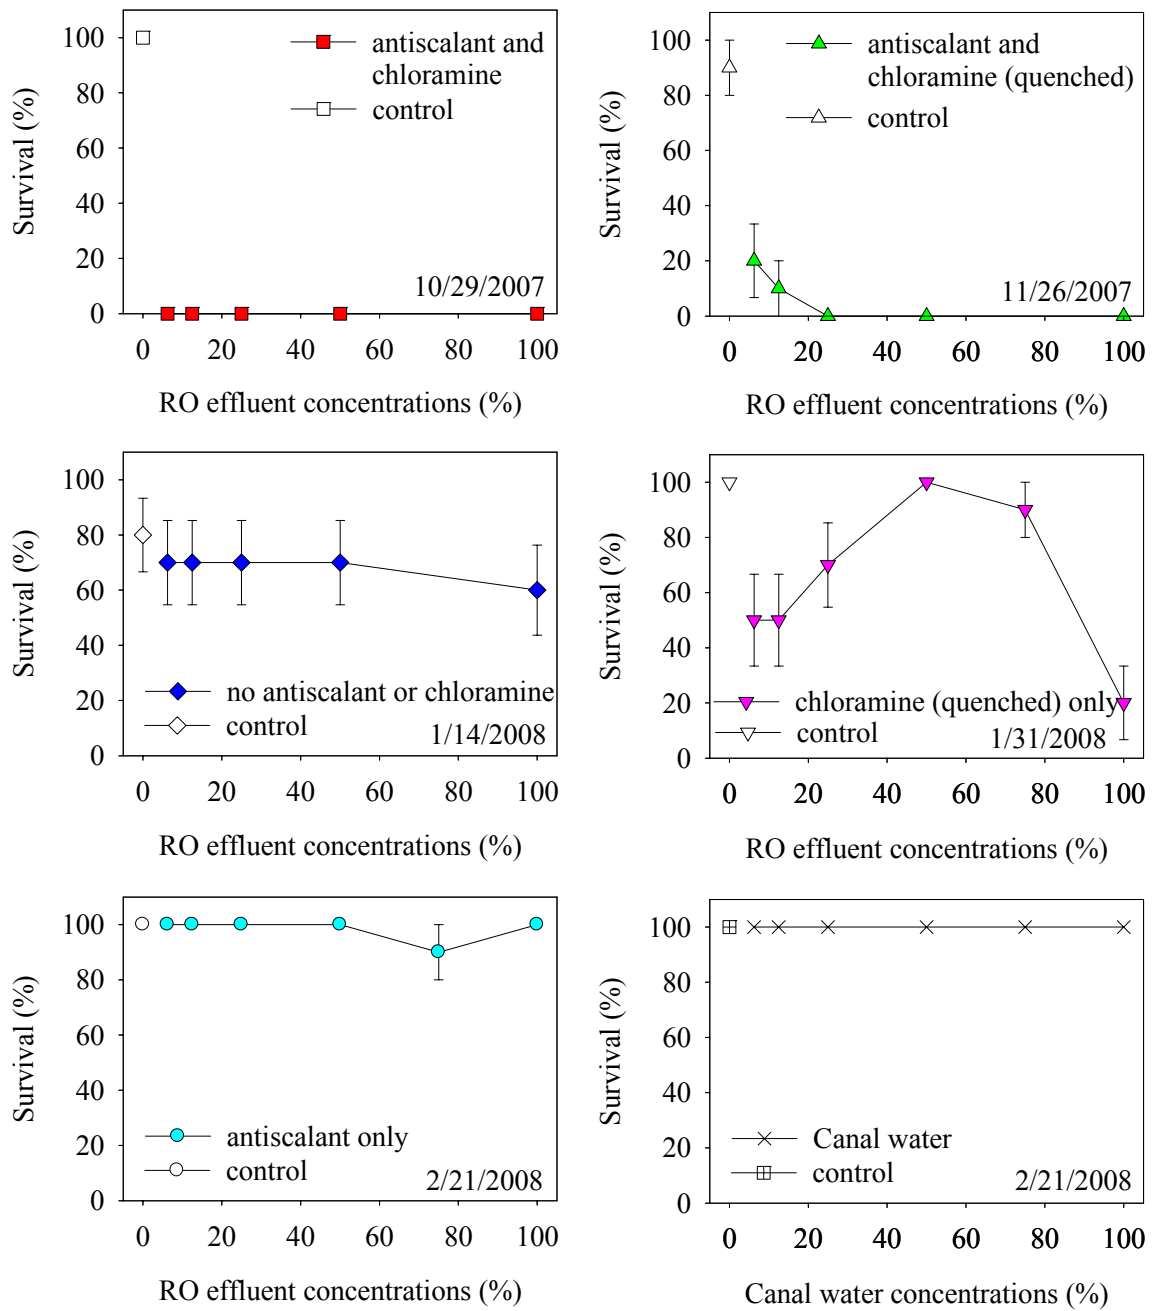 antiscalant and
chloramine
control
100
80
60
40
20
0
Survival (%)
10/29/2007
0 20 40 60 80 100
RO effluent concentrations (%)
antiscalant and
chloramine (quenched)
control
100
80
60
40
20
0
Survival (%)
11/26/2007
0 20 40 60 80 100
RO effluent concentrations (%)
100
80
60
40
20
0
Survival (%)
no antiscalant or chloramine
control
1/14/2008
0 20 40 60 80 100
RO effluent concentrations (%)
100
80
60
40
20
0
Survival (%)
chloramine (quenched) only
control
1/31/2008
0 20 40 60 80 100
RO effluent concentrations (%)
100
80
60
40
20
0
Survival (%)
antiscalant only
control
2/21/2008
0 20 40 60 80 100
RO effluent concentrations (%)
100
80
60
40
20
0
Survival (%)
Canal water
control
2/21/2008
0 20 40 60 80 100
Canal water concentrations (%)